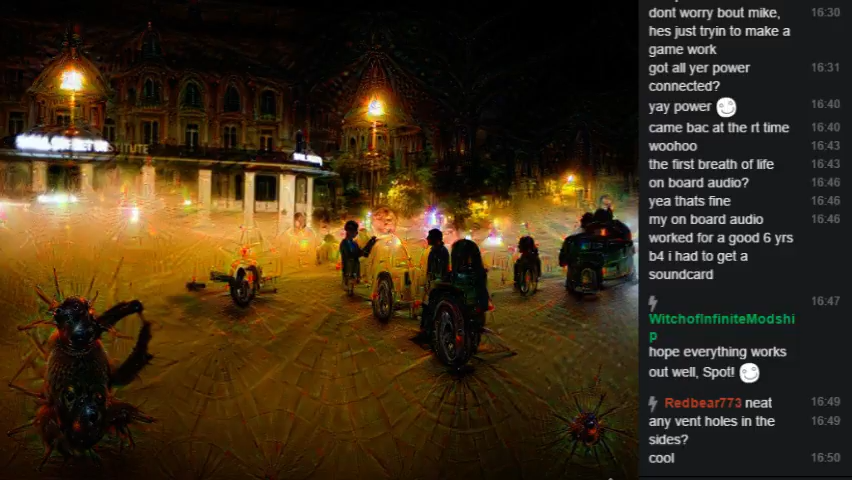 dont worry bout mike,
16:30
hes just tryin to make a
game work
got all yer power
16:31
connected?
yay power
16:40
came bac at the rt time
16:40
woohoo
16:43
the first breath of life
16:43
on board audio?
16:46
yea thats fine
16:46
my on board audio
16:46
worked for a good 6 yrs
b4 i had to get a
soundcard
16:47
WitchofInfiniteModshi
p
hope everything works
out well, Spot!
Redbear773 neat
16:49
any vent holes in the
16:49
sides?
cool
16:50